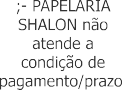 ;- PAPELARIA
SHALON não
atende a
condição de
pagamento/prazo